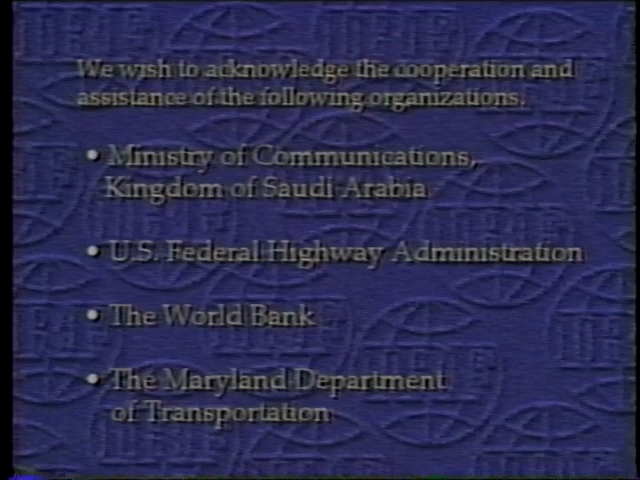 We wish to acknowledge the cooperation and
assistance of the following organizations.
• Ministry of Communications,
Kingdom of Saudi Arabia
• U.S. Federal Highway Administration
• The World Bank
• The Maryland Department
of Transportation